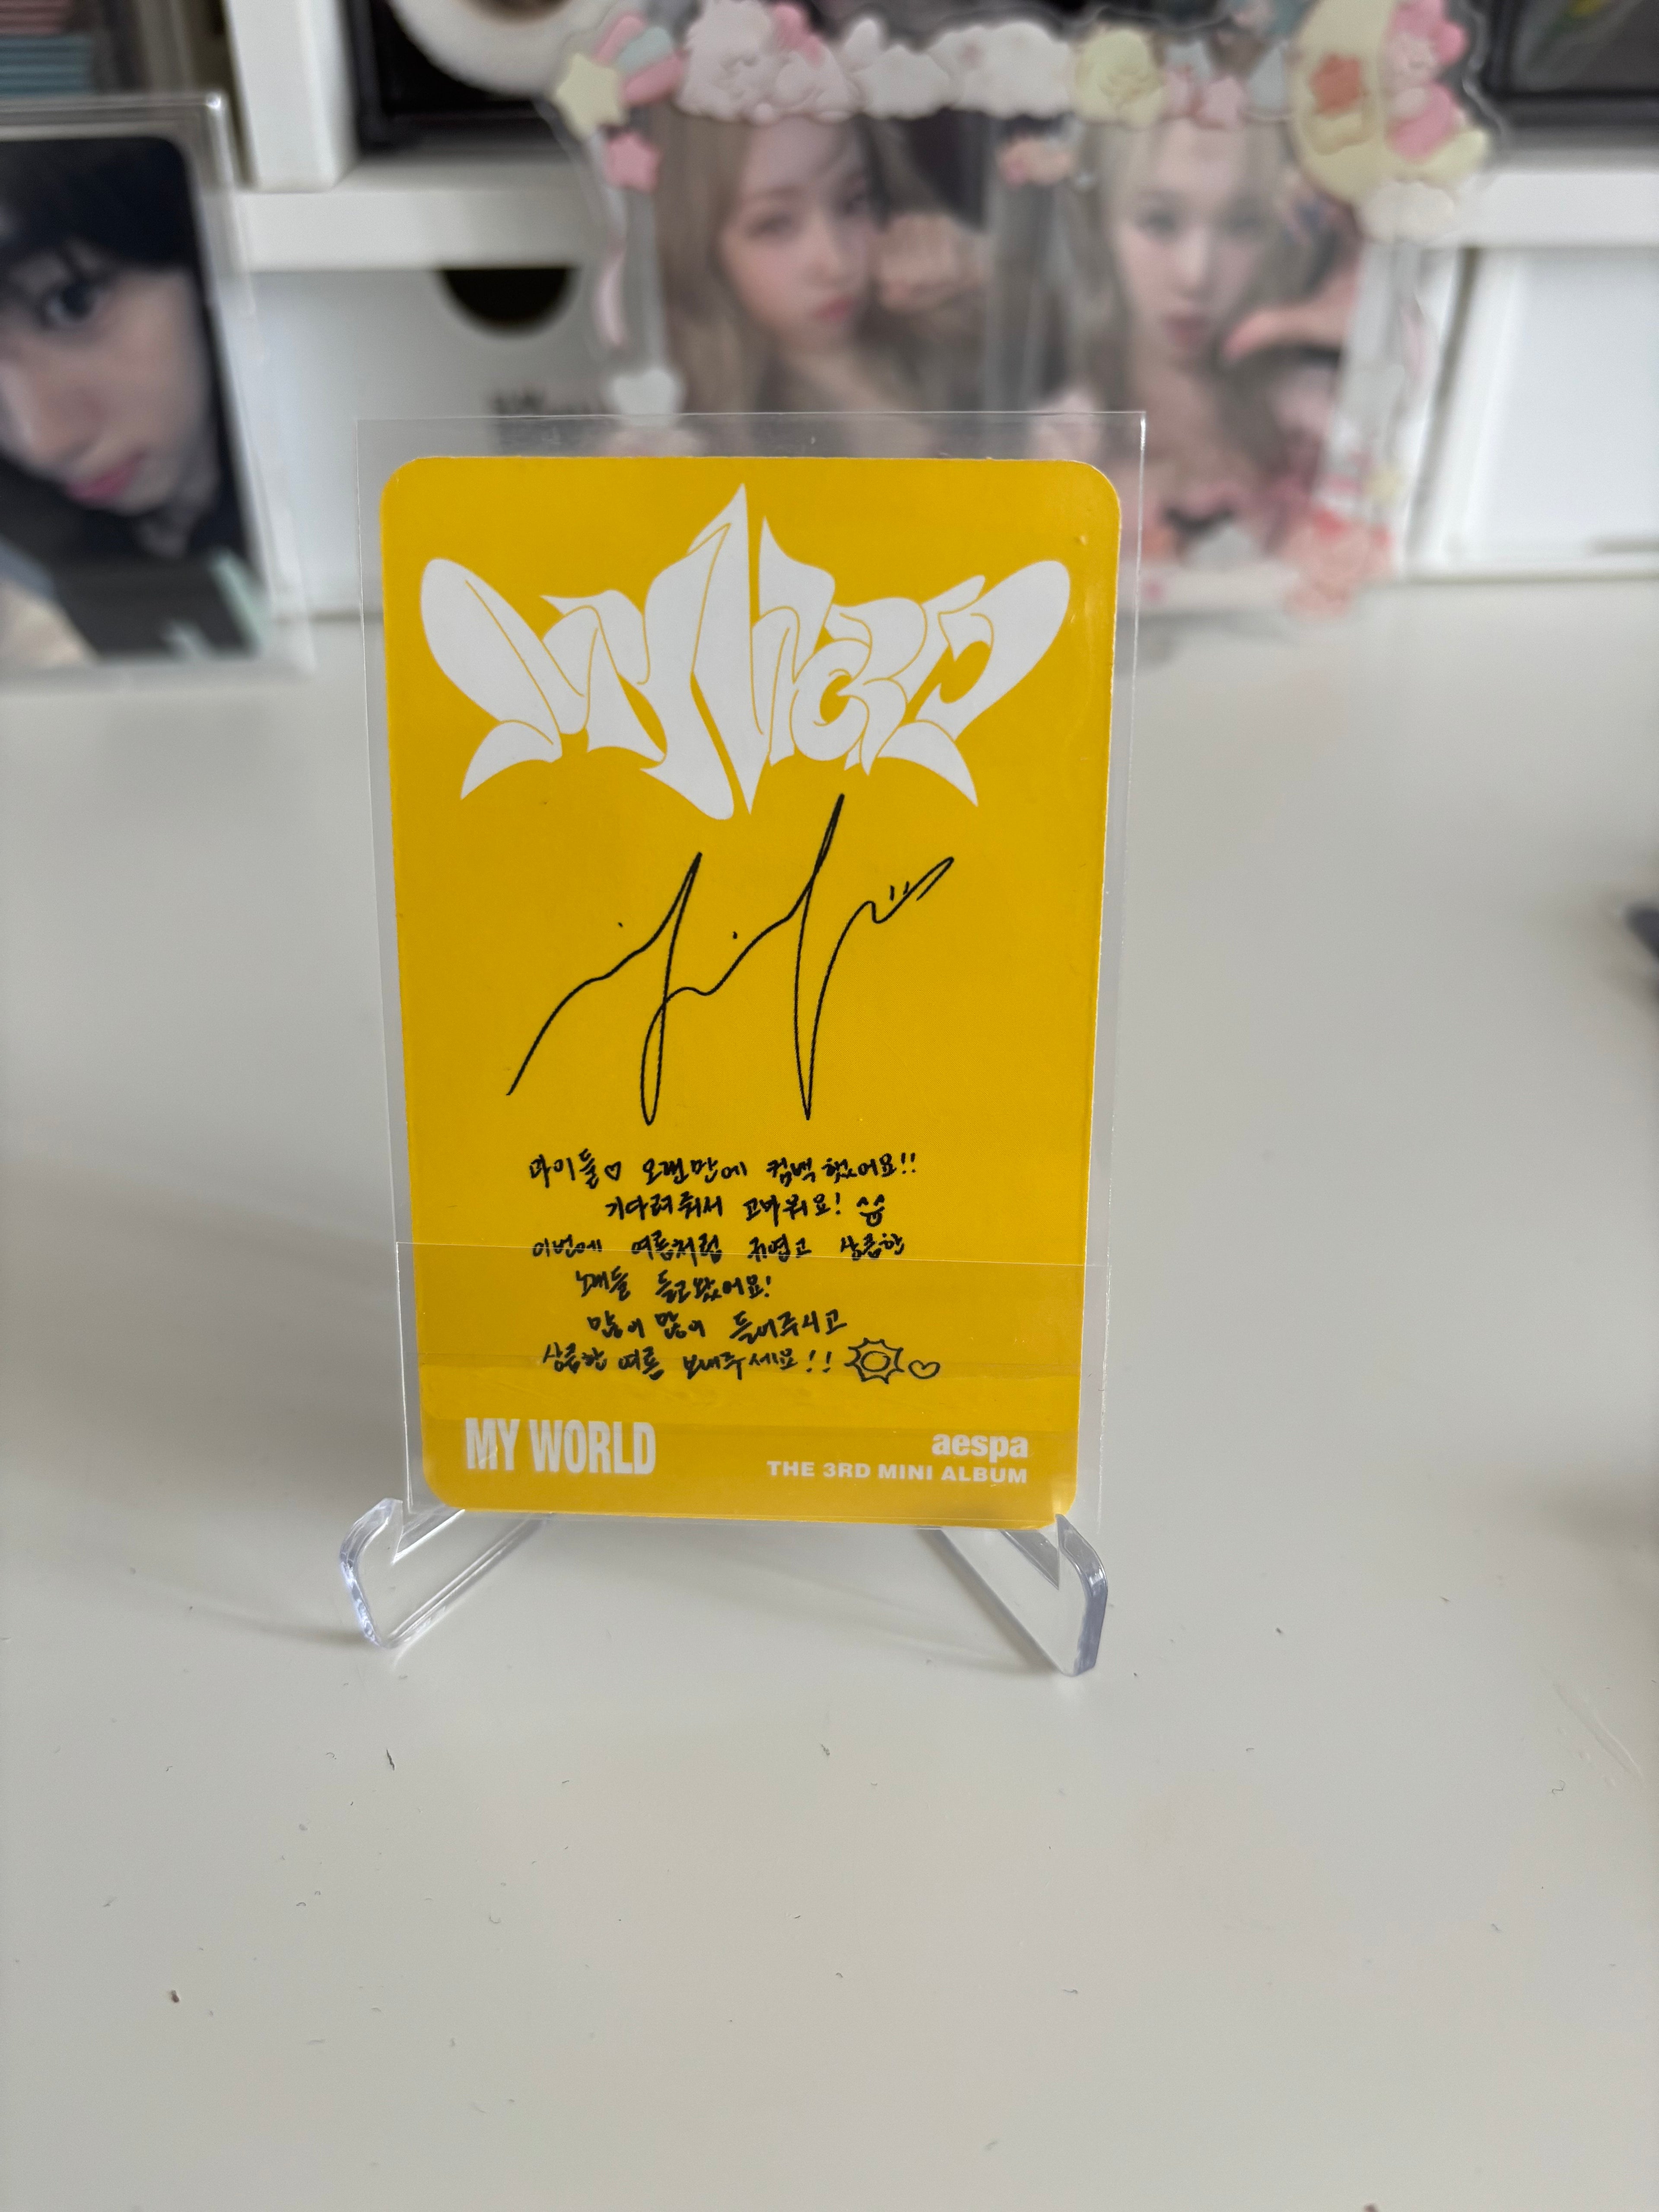 MY WORLD
마이들♡ 오랜만에 컴백했어요!!
기다려줘서 고마워요! ^^
이번에 여름처럼 귀엽고 상큼한
노래들 들고왔어요!
많이많이 들어주시고
상큼한 여름 보내주세요!!
MY WORLD
aespa
THE 3RD MINI ALBUM